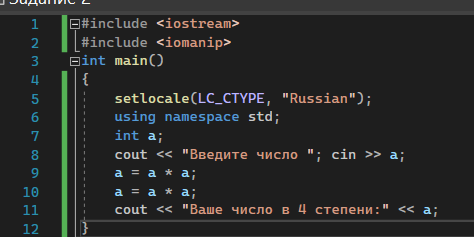 Задание 2
1 #include <iostream>
2 #include <iomanip>
3 int main()
4 {
5 setlocale(LC_CTYPE, "Russian");
6 using namespace std;
7 int a;
8 cout << "Введите число "; cin >> a;
9 a = a * a;
10 a = a * a;
11 cout << "Ваше число в 4 степени:" << a;
12 }